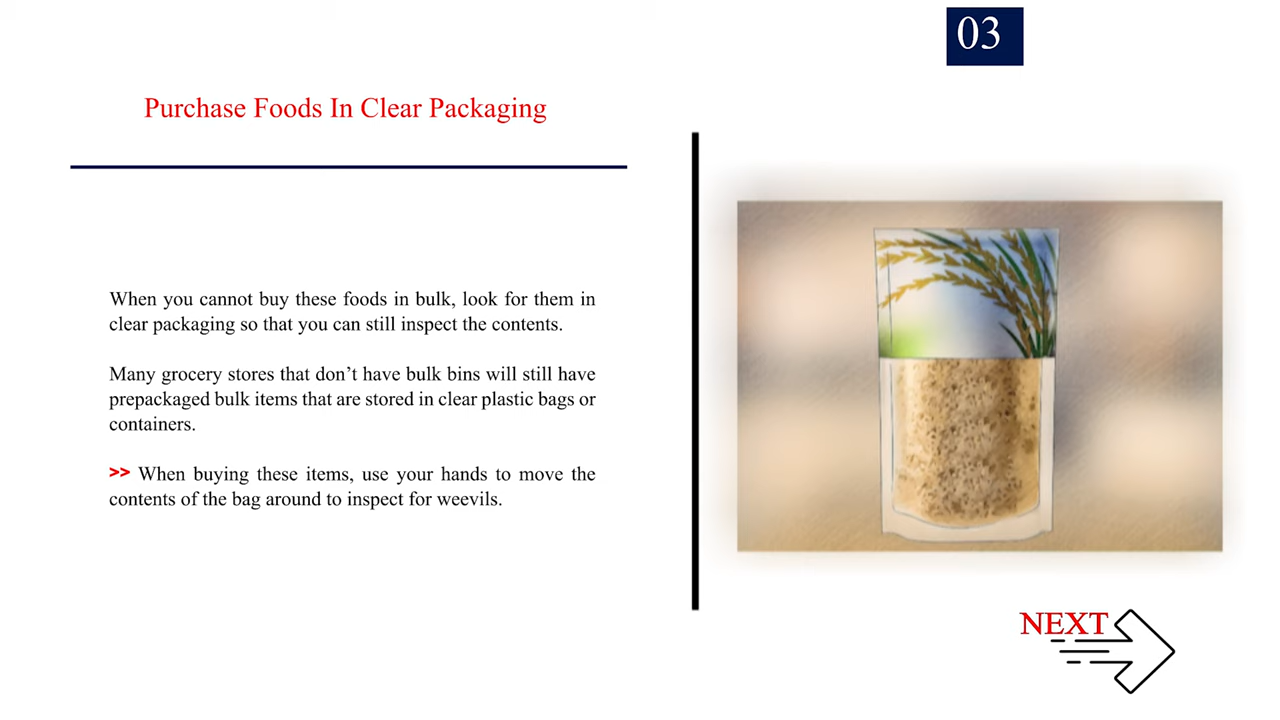 03
Purchase Foods In Clear Packaging
When you cannot buy these foods in bulk, look for them in
clear packaging so that you can still inspect the contents.
Many grocery stores that don’t have bulk bins will still have
prepackaged bulk items that are stored in clear plastic bags or
containers.
>> When buying these items, use your hands to move the
contents of the bag around to inspect for weevils.
NEXT